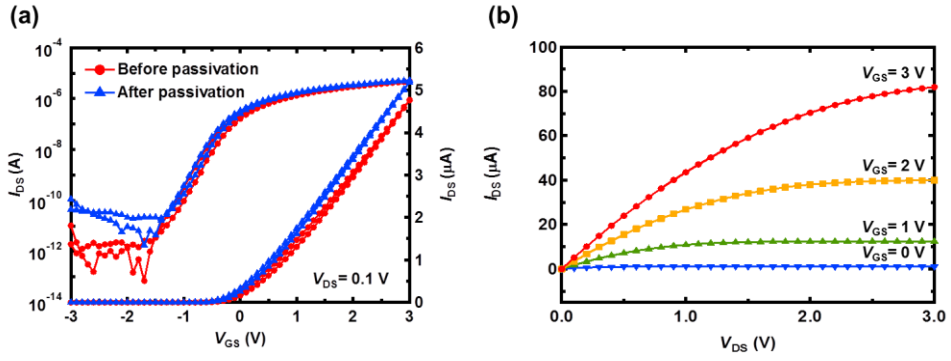 (a)
10⁻⁴
10⁻⁶
10⁻⁸
10⁻¹⁰
10⁻¹²
10⁻¹⁴
I_DS (A)
Before passivation
After passivation
V_DS= 0.1 V
6
5
4
3
2
1
0
I_DS (µA)
-3 -2 -1 0 1 2 3
V_GS (V)
(b)
100
80
60
40
20
0
I_DS (µA)
V_GS= 3 V
V_GS= 2 V
V_GS= 1 V
V_GS= 0 V
0.0 1.0 2.0 3.0
V_DS (V)